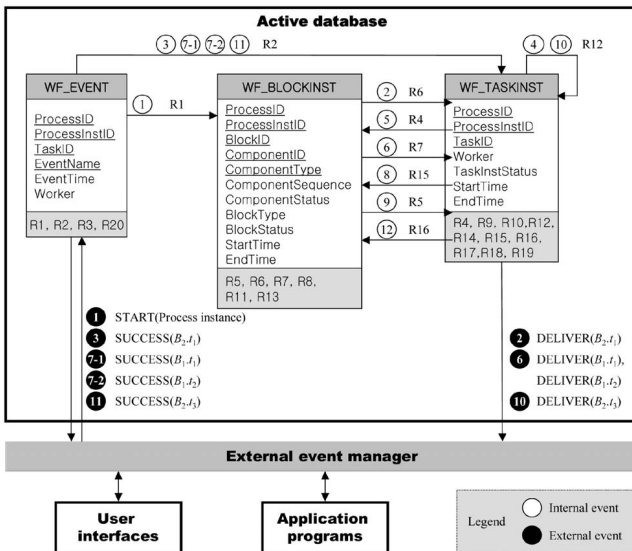 Active database
3 7-1 7-2 11 R2
4 10 R12
WF_EVENT
ProcessID
ProcessInstID
TaskID
EventName
EventTime
Worker
R1, R2, R3, R20
1 R1
WF_BLOCKINST
ProcessID
ProcessInstID
BlockID
ComponentID
ComponentType
ComponentSequence
ComponentStatus
BlockType
BlockStatus
StartTime
EndTime
R5, R6, R7, R8,
R11, R13
2 R6
5 R4
6 R7
8 R15
9 R5
12 R16
WF_TASKINST
ProcessID
ProcessInstID
TaskID
Worker
TaskInstStatus
StartTime
EndTime
R4, R9, R10,R12,
R14, R15, R16,
R17,R18, R19
1 START(Process instance)
3 SUCCESS(B2.t1)
7-1 SUCCESS(B1.t1)
7-2 SUCCESS(B1.t2)
11 SUCCESS(B2.t3)
2 DELIVER(B2.t1)
6 DELIVER(B1.t1),
DELIVER(B1.t2)
10 DELIVER(B2.t3)
External event manager
User
interfaces
Application
programs
Legend
Internal event
External event